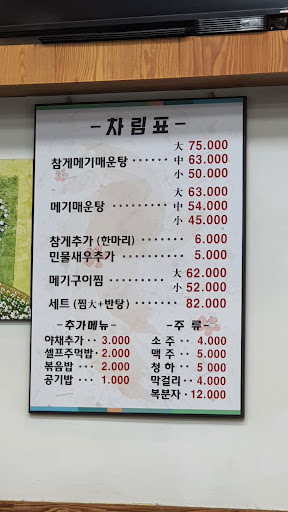 - 차림표 -
大 75.000
참게메기매운탕 ······· 中 63.000
小 50.000
大 63.000
메기매운탕 ·········· 中 54.000
小 45.000
참게추가 (한마리) ······ 6.000
민물새우추가 ········· 5.000
메기구이찜 ·········· 大 62.000
小 52.000
세트 (찜大+반탕) ······ 82.000
-추가메뉴-
야채추가 ·· 3.000
셀프주먹밥 · 2.000
볶음밥 ··· 2.000
공기밥 ··· 1.000
-주 류-
소 주 ·· 4.000
맥 주 ·· 5.000
청 하 ·· 5 000
막걸리 ·· 4.000
복분자 · 12.000